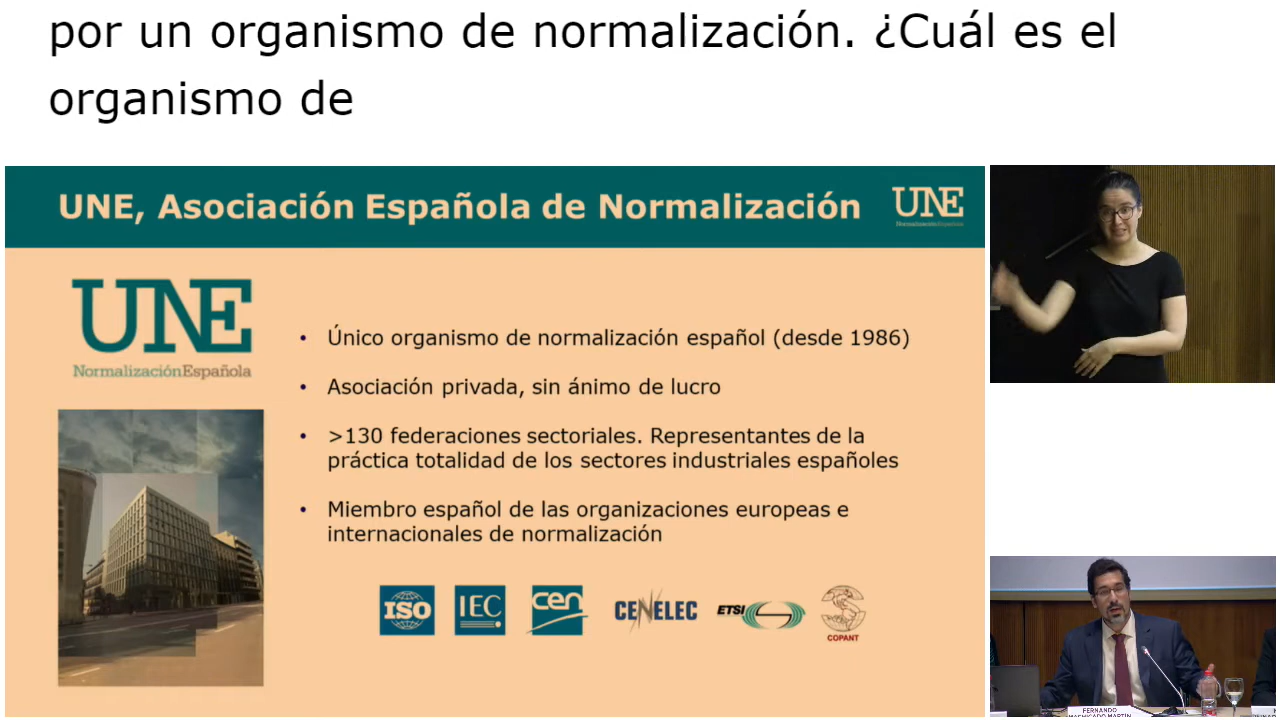 por un organismo de normalización. ¿Cuál es el
organismo de
UNE, Asociación Española de Normalización
UNE
NormalizaciónEspañola
UNE
NormalizaciónEspañola
• Único organismo de normalización español (desde 1986)
• Asociación privada, sin ánimo de lucro
• >130 federaciones sectoriales. Representantes de la
práctica totalidad de los sectores industriales españoles
• Miembro español de las organizaciones europeas e
internacionales de normalización
ISO
IEC
cen
CENELEC
ETSI
COPANT
FERNANDO